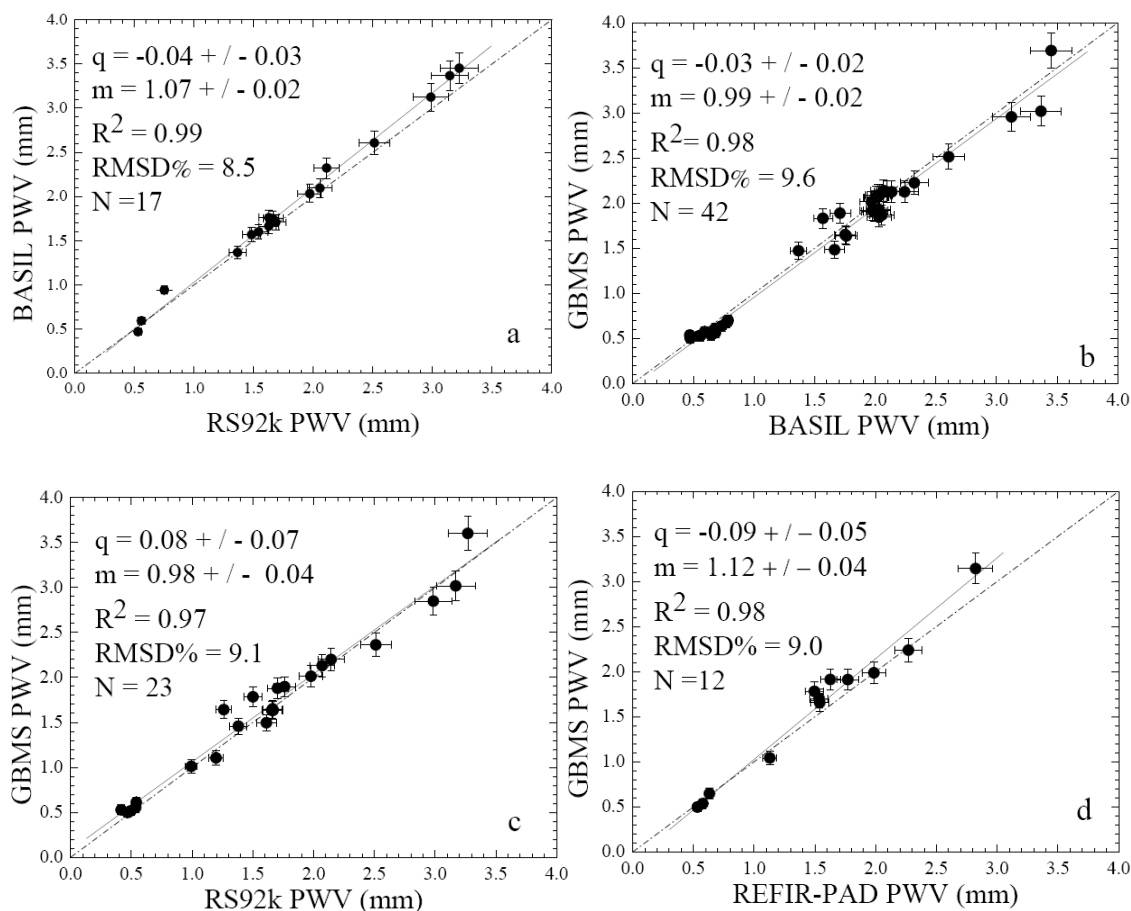 4.0
3.5
3.0
2.5
2.0
1.5
1.0
0.5
0.0
BASIL PWV (mm)
q = -0.04 + / - 0.03
m = 1.07 + / - 0.02
R² = 0.99
RMSD% = 8.5
N =17
a
0.0 0.5 1.0 1.5 2.0 2.5 3.0 3.5 4.0
RS92k PWV (mm)
4.0
3.5
3.0
2.5
2.0
1.5
1.0
0.5
0.0
GBMS PWV (mm)
q = -0.03 + / - 0.02
m = 0.99 + / - 0.02
R²= 0.98
RMSD% = 9.6
N = 42
b
0.0 0.5 1.0 1.5 2.0 2.5 3.0 3.5 4.0
BASIL PWV (mm)
4.0
3.5
3.0
2.5
2.0
1.5
1.0
0.5
0.0
GBMS PWV (mm)
q = 0.08 + / - 0.07
m = 0.98 + / - 0.04
R² = 0.97
RMSD% = 9.1
N = 23
c
0.0 0.5 1.0 1.5 2.0 2.5 3.0 3.5 4.0
RS92k PWV (mm)
4.0
3.5
3.0
2.5
2.0
1.5
1.0
0.5
0.0
GBMS PWV (mm)
q = -0.09 + / - 0.05
m = 1.12 + / - 0.04
R² = 0.98
RMSD% = 9.0
N =12
d
0.0 0.5 1.0 1.5 2.0 2.5 3.0 3.5 4.0
REFIR-PAD PWV (mm)